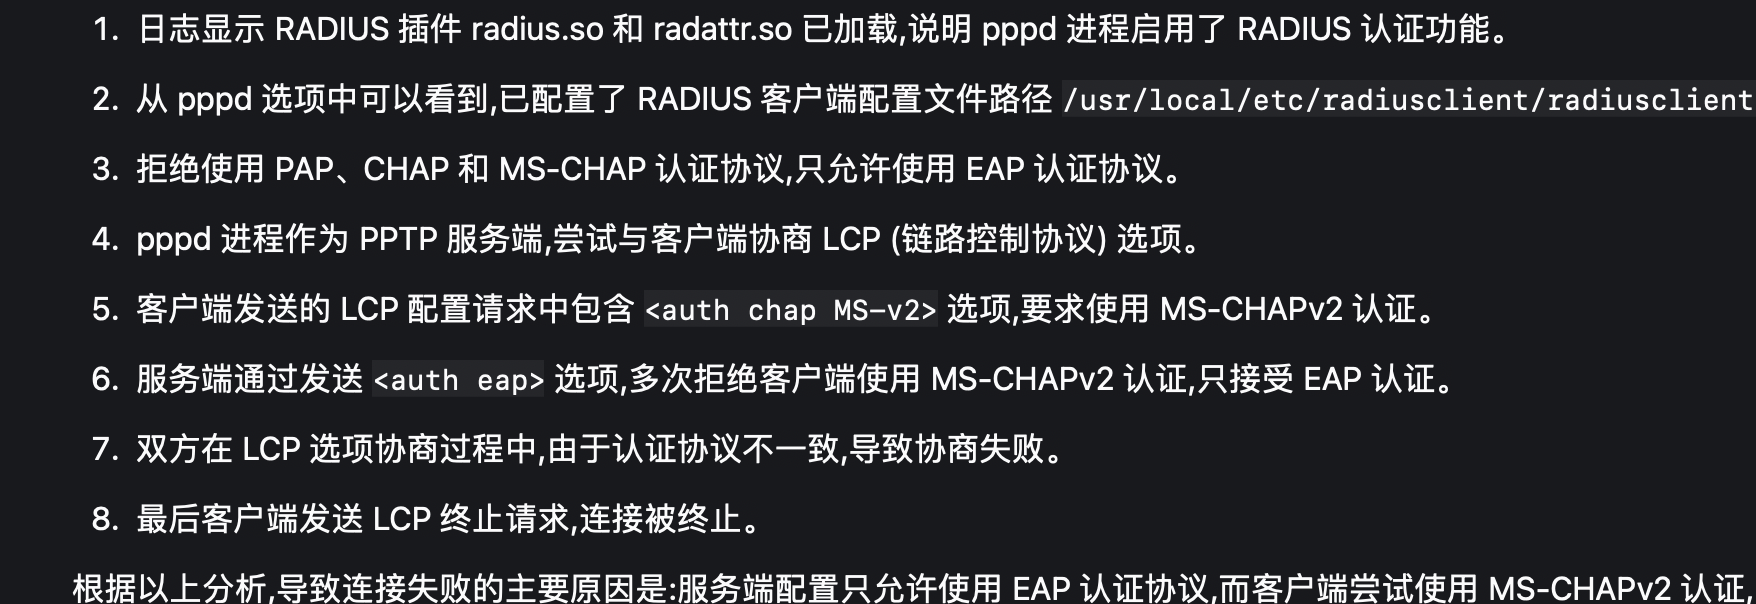 1. 日志显示 RADIUS 插件 radius.so 和 radattr.so 已加载,说明 pppd 进程启用了 RADIUS 认证功能。
2. 从 pppd 选项中可以看到,已配置了 RADIUS 客户端配置文件路径 /usr/local/etc/radiusclient/radiusclient
3. 拒绝使用 PAP、CHAP 和 MS-CHAP 认证协议,只允许使用 EAP 认证协议。
4. pppd 进程作为 PPTP 服务端,尝试与客户端协商 LCP (链路控制协议) 选项。
5. 客户端发送的 LCP 配置请求中包含 <auth chap MS-v2> 选项,要求使用 MS-CHAPv2 认证。
6. 服务端通过发送 <auth eap> 选项,多次拒绝客户端使用 MS-CHAPv2 认证,只接受 EAP 认证。
7. 双方在 LCP 选项协商过程中,由于认证协议不一致,导致协商失败。
8. 最后客户端发送 LCP 终止请求,连接被终止。
根据以上分析,导致连接失败的主要原因是:服务端配置只允许使用 EAP 认证协议,而客户端尝试使用 MS-CHAPv2 认证,